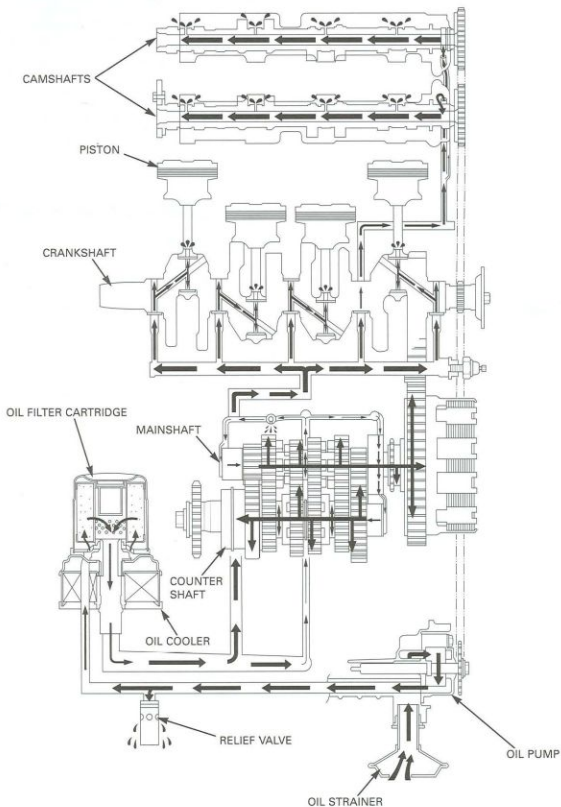 CAMSHAFTS
PISTON
CRANKSHAFT
OIL FILTER CARTRIDGE
MAINSHAFT
COUNTER
SHAFT
OIL COOLER
RELIEF VALVE
OIL PUMP
OIL STRAINER